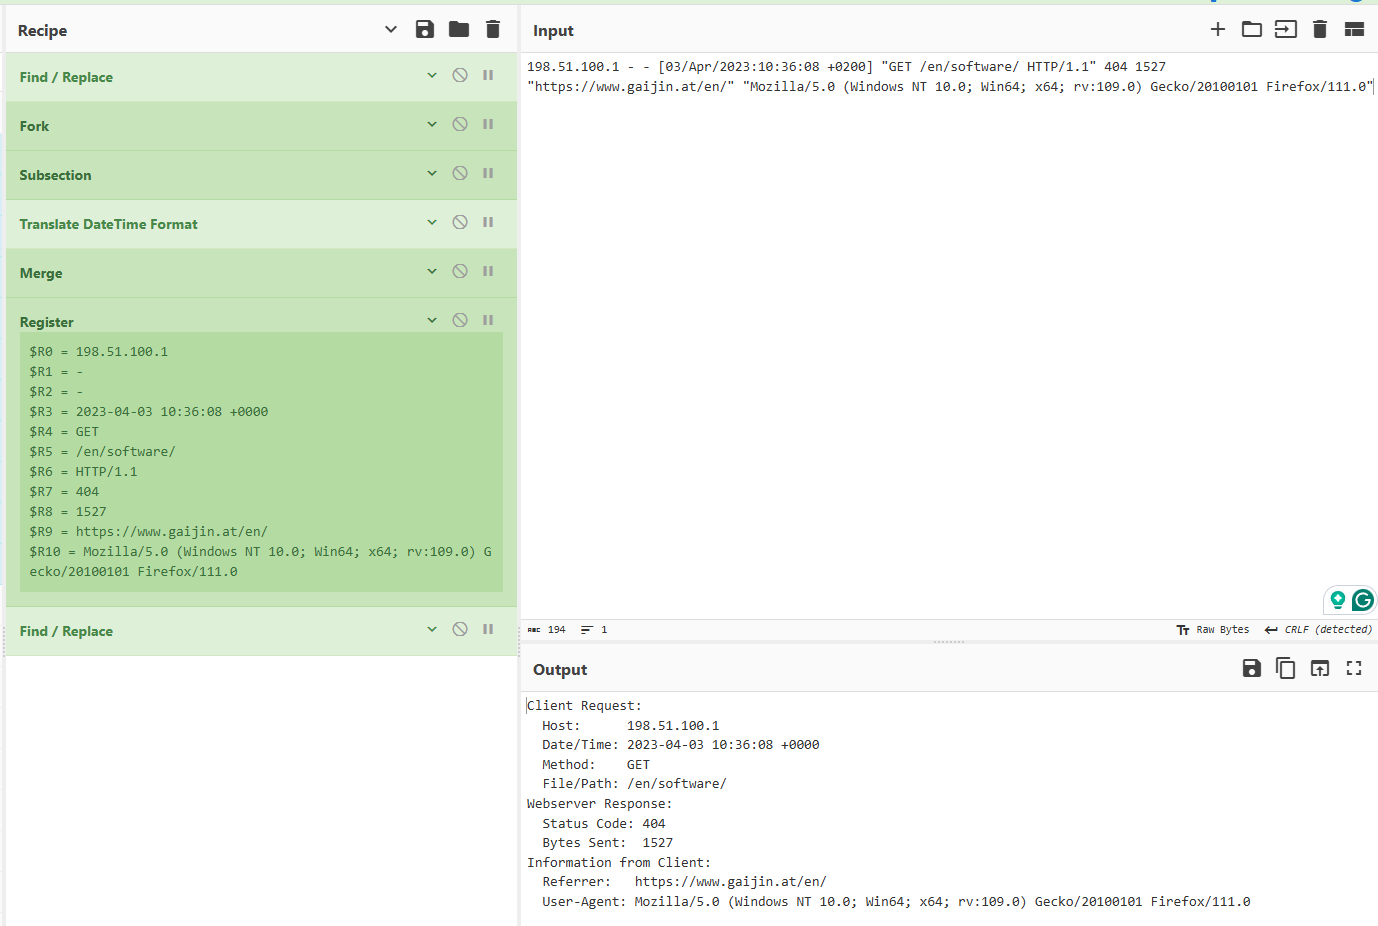 Recipe
Find / Replace
Fork
Subsection
Translate DateTime Format
Merge
Register
$R0 = 198.51.100.1
$R1 = -
$R2 = -
$R3 = 2023-04-03 10:36:08 +0000
$R4 = GET
$R5 = /en/software/
$R6 = HTTP/1.1
$R7 = 404
$R8 = 1527
$R9 = https://www.gaijin.at/en/
$R10 = Mozilla/5.0 (Windows NT 10.0; Win64; x64; rv:109.0) G
ecko/20100101 Firefox/111.0
Find / Replace
Input
198.51.100.1 - - [03/Apr/2023:10:36:08 +0200] "GET /en/software/ HTTP/1.1" 404 1527
"https://www.gaijin.at/en/" "Mozilla/5.0 (Windows NT 10.0; Win64; x64; rv:109.0) Gecko/20100101 Firefox/111.0"
ABC 194 1 Tт Raw Bytes CRLF (detected)
Output
Client Request:
  Host:      198.51.100.1
  Date/Time: 2023-04-03 10:36:08 +0000
  Method:    GET
  File/Path: /en/software/
Webserver Response:
  Status Code: 404
  Bytes Sent:  1527
Information from Client:
  Referrer:   https://www.gaijin.at/en/
  User-Agent: Mozilla/5.0 (Windows NT 10.0; Win64; x64; rv:109.0) Gecko/20100101 Firefox/111.0